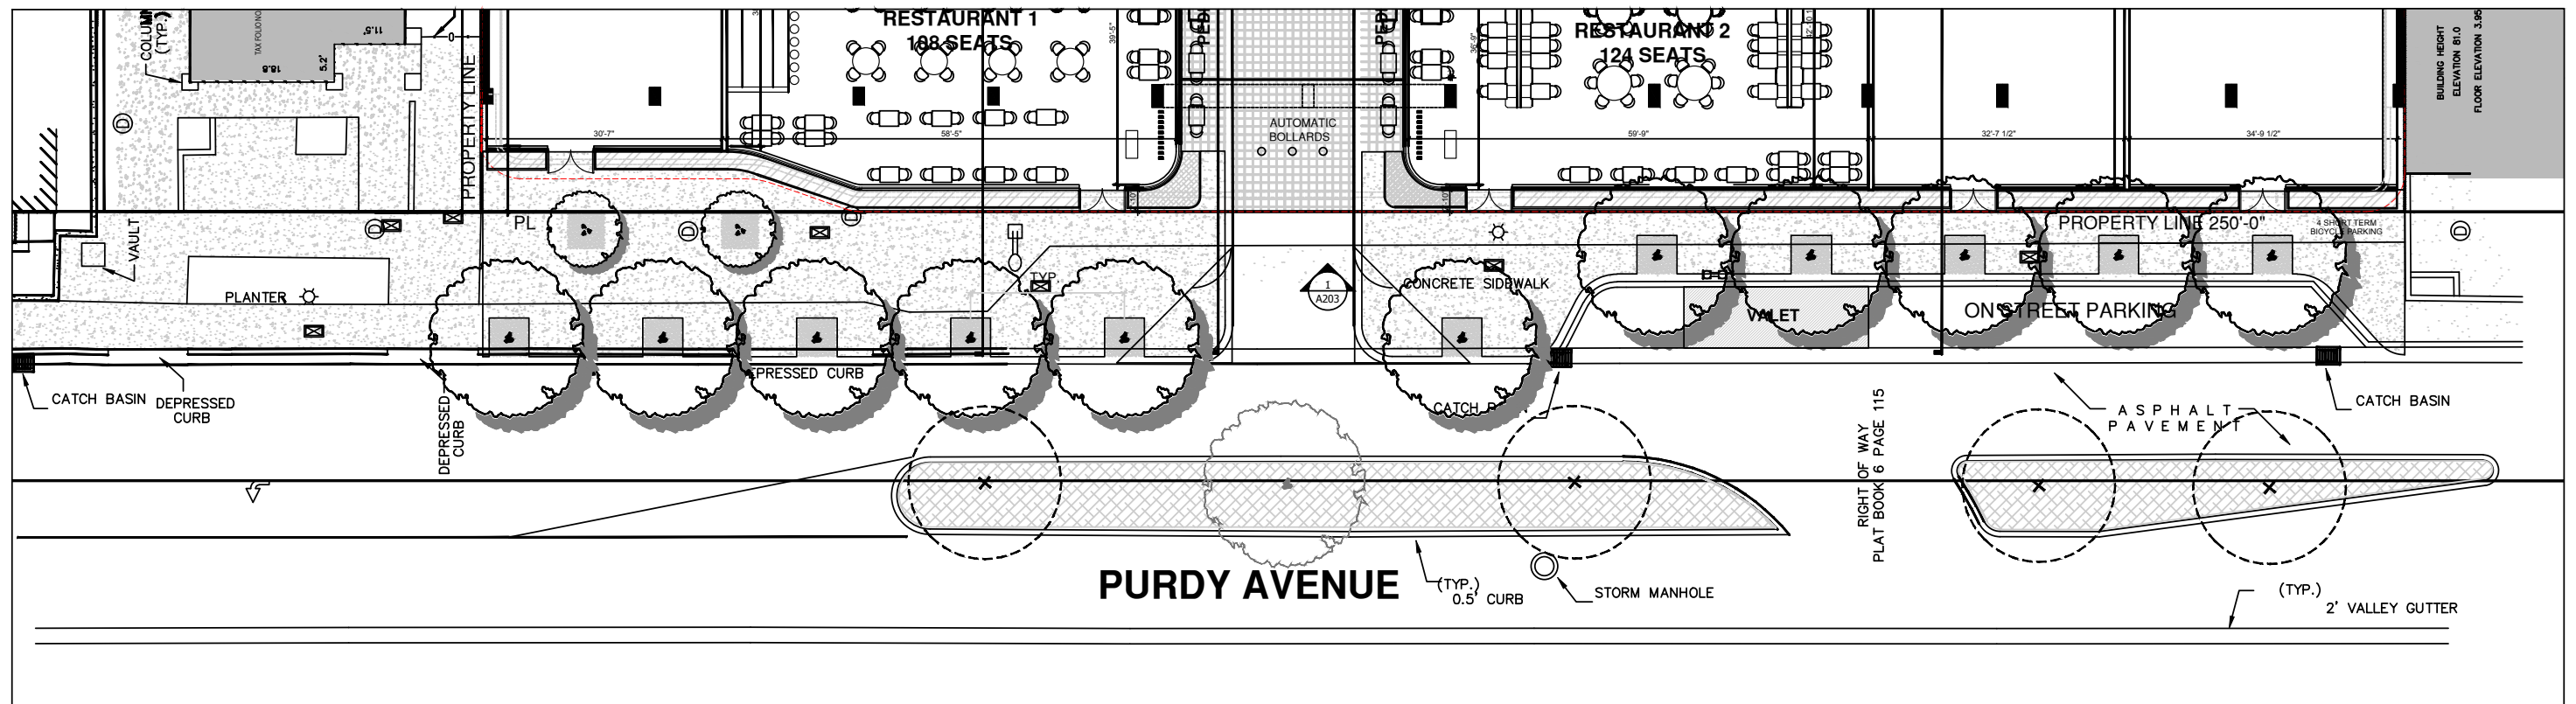 COLUMN
(TYP.)
TAX FOLIO NO
18.8
5.2'
11.5'
0
PROPERTY LINE
RESTAURANT 1
108 SEATS
39'-5"
AUTOMATIC
BOLLARDS
36'-9"
RESTAURANT 2
124 SEATS
BUILDING HEIGHT
ELEVATION 81.0
FLOOR ELEVATION 3.95
30'-7"
58'-5"
59'-9"
32'-7 1/2"
34'-9 1/2"
D
D
D
D
D
PL
VAULT
PROPERTY LINE 250'-0"
4 SHORT TERM
BICYCLE PARKING
PLANTER
TYP
1
A203
CONCRETE SIDEWALK
VALET
ON STREET PARKING
CATCH BASIN
DEPRESSED
CURB
DEPRESSED
CURB
DEPRESSED CURB
CATCH
RIGHT OF WAY
PLAT BOOK 6 PAGE 115
ASPHALT
PAVEMENT
CATCH BASIN
PURDY AVENUE
(TYP.)
0.5' CURB
STORM MANHOLE
(TYP.)
2' VALLEY GUTTER